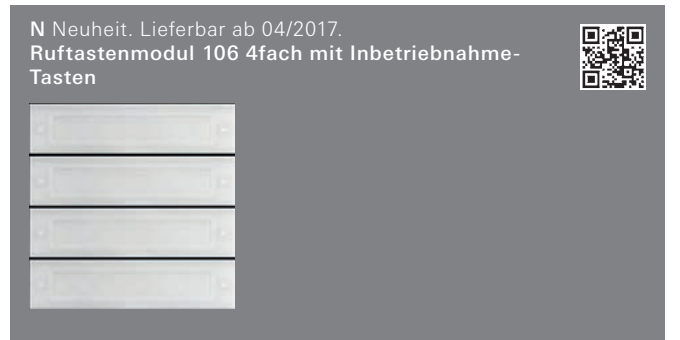 N Neuheit. Lieferbar ab 04/2017.
Ruftastenmodul 106 4fach mit Inbetriebnahme-
Tasten